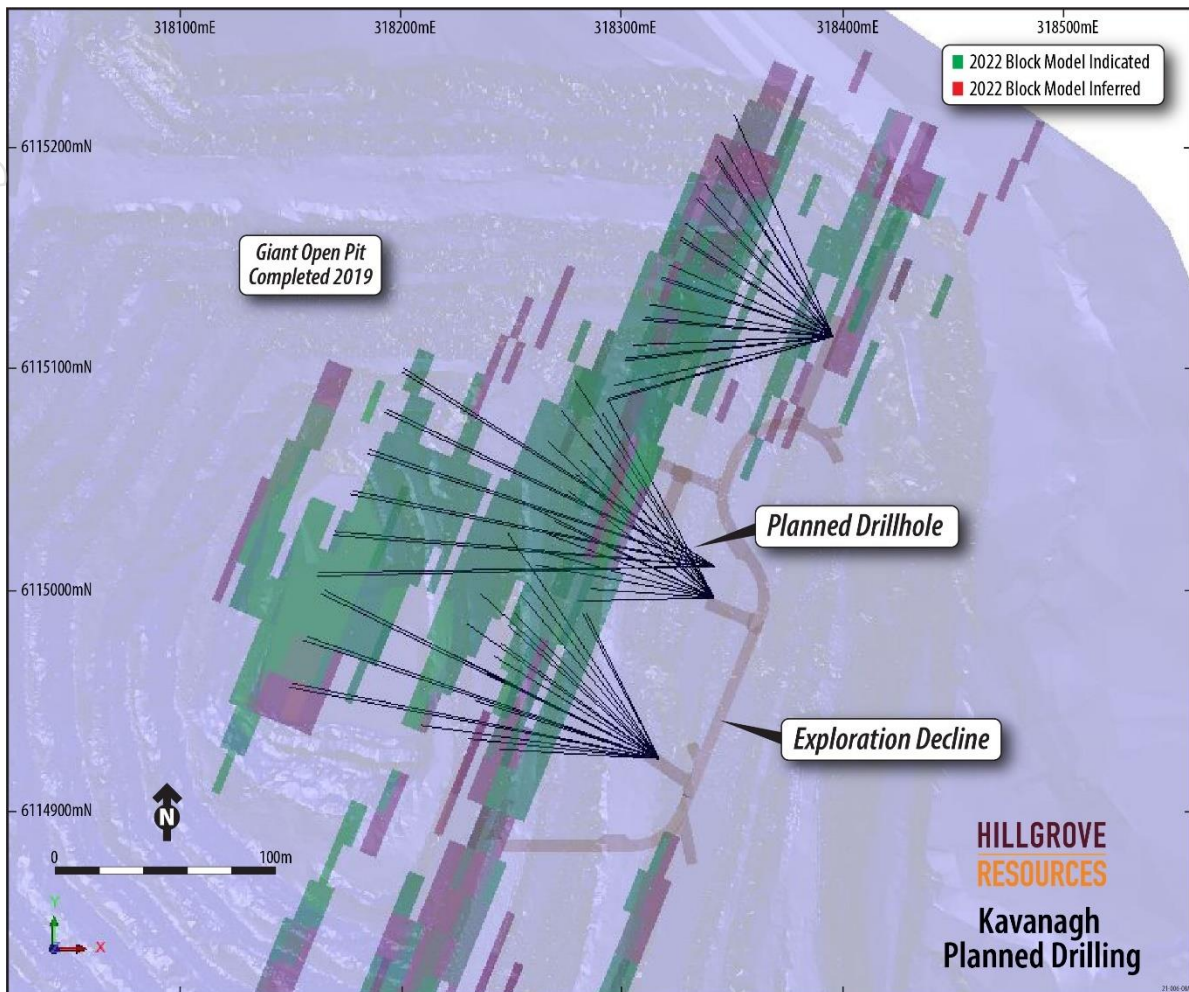 318100mE
318200mE
318300mE
318400mE
318500mE
2022 Block Model Indicated
2022 Block Model Inferred
6115200mN
Giant Open Pit
Completed 2019
6115100mN
Planned Drillhole
6115000mN
Exploration Decline
6114900mN
N
0
100m
HILLGROVE
RESOURCES
Y
X
Kavanagh
Planned Drilling